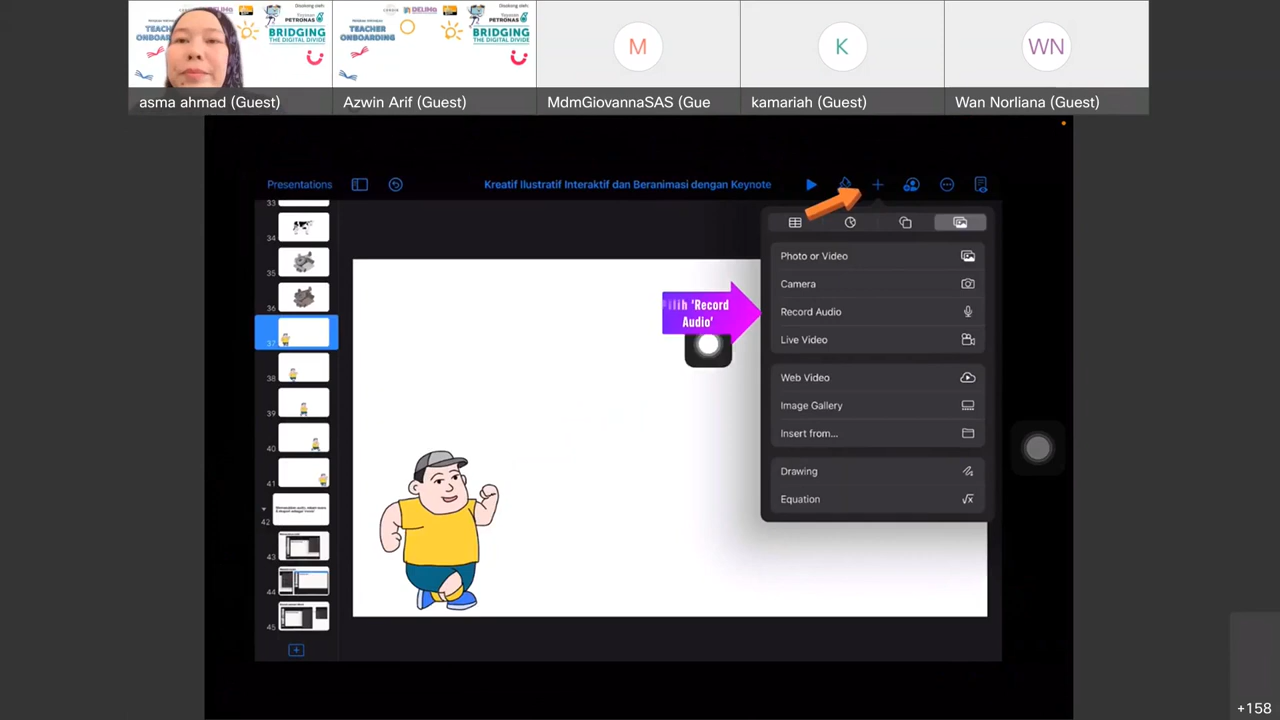 TEACHER
BRIDGING
THE DIGITAL DIVIDE
TEACHER
ONBOARDING
BRIDGING
THE DIGITAL DIVIDE
M
K
WN
asma ahmad (Guest)
Azwin Arif (Guest)
MdmGiovannaSAS (Gue
kamariah (Guest)
Wan Norliana (Guest)
Presentations
Kreatif Ilustratif Interaktif dan Beranimasi dengan Keynote
33
34
35
36
37
38
39
40
41
42
43
44
45
Photo or Video
Camera
Record Audio
Live Video
Web Video
Image Gallery
Insert from...
Drawing
Equation
'Record
Audio'
+158